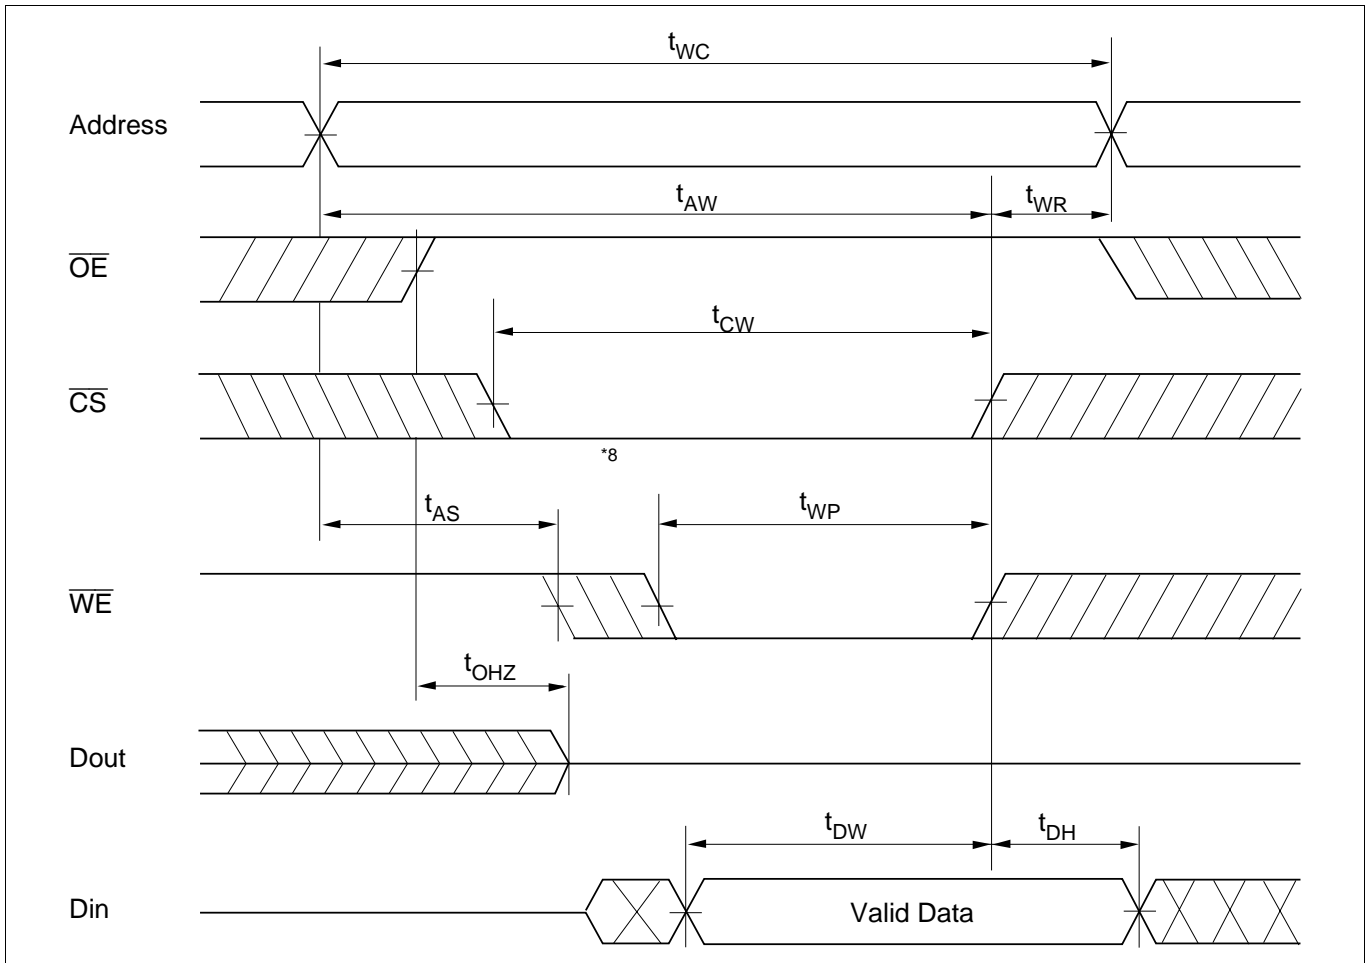 tWC
Address
tAW
tWR
OE
tCW
CS
*8
tAS
tWP
WE
tOHZ
Dout
tDW
tDH
Din
Valid Data